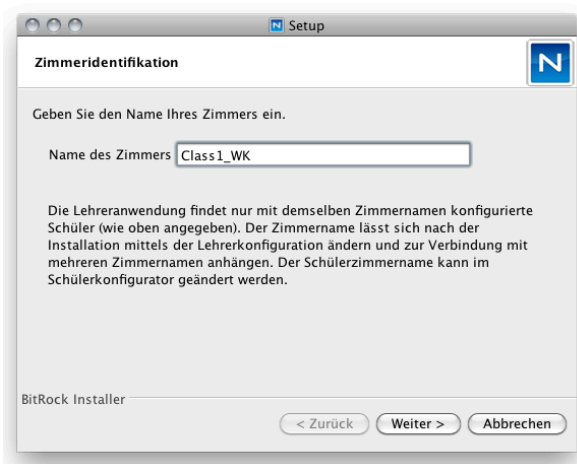 Setup
Zimmeridentifikation
N
Geben Sie den Name Ihres Zimmers ein.
Name des Zimmers Class1_WK
Die Lehreranwendung findet nur mit demselben Zimmernamen konfigurierte
Schüler (wie oben angegeben). Der Zimmername lässt sich nach der
Installation mittels der Lehrerkonfiguration ändern und zur Verbindung mit
mehreren Zimmernamen anhängen. Der Schülerzimmername kann im
Schülerkonfigurator geändert werden.
BitRock Installer
< Zurück Weiter > Abbrechen